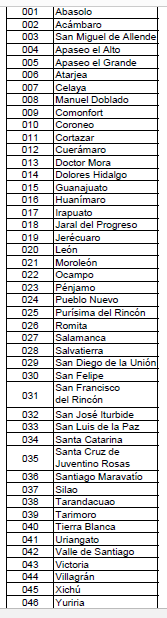 001 Abasolo
002 Acámbaro
003 San Miguel de Allende
004 Apaseo el Alto
005 Apaseo el Grande
006 Atarjea
007 Celaya
008 Manuel Doblado
009 Comonfort
010 Coroneo
011 Cortazar
012 Cuerámaro
013 Doctor Mora
014 Dolores Hidalgo
015 Guanajuato
016 Huanímaro
017 Irapuato
018 Jaral del Progreso
019 Jerécuaro
020 León
021 Moroleón
022 Ocampo
023 Pénjamo
024 Pueblo Nuevo
025 Purísima del Rincón
026 Romita
027 Salamanca
028 Salvatierra
029 San Diego de la Unión
030 San Felipe
031 San Francisco
del Rincón
032 San José Iturbide
033 San Luis de la Paz
034 Santa Catarina
035 Santa Cruz de
Juventino Rosas
036 Santiago Maravatío
037 Silao
038 Tarandacuao
039 Tarimoro
040 Tierra Blanca
041 Uriangato
042 Valle de Santiago
043 Victoria
044 Villagrán
045 Xichú
046 Yuriria